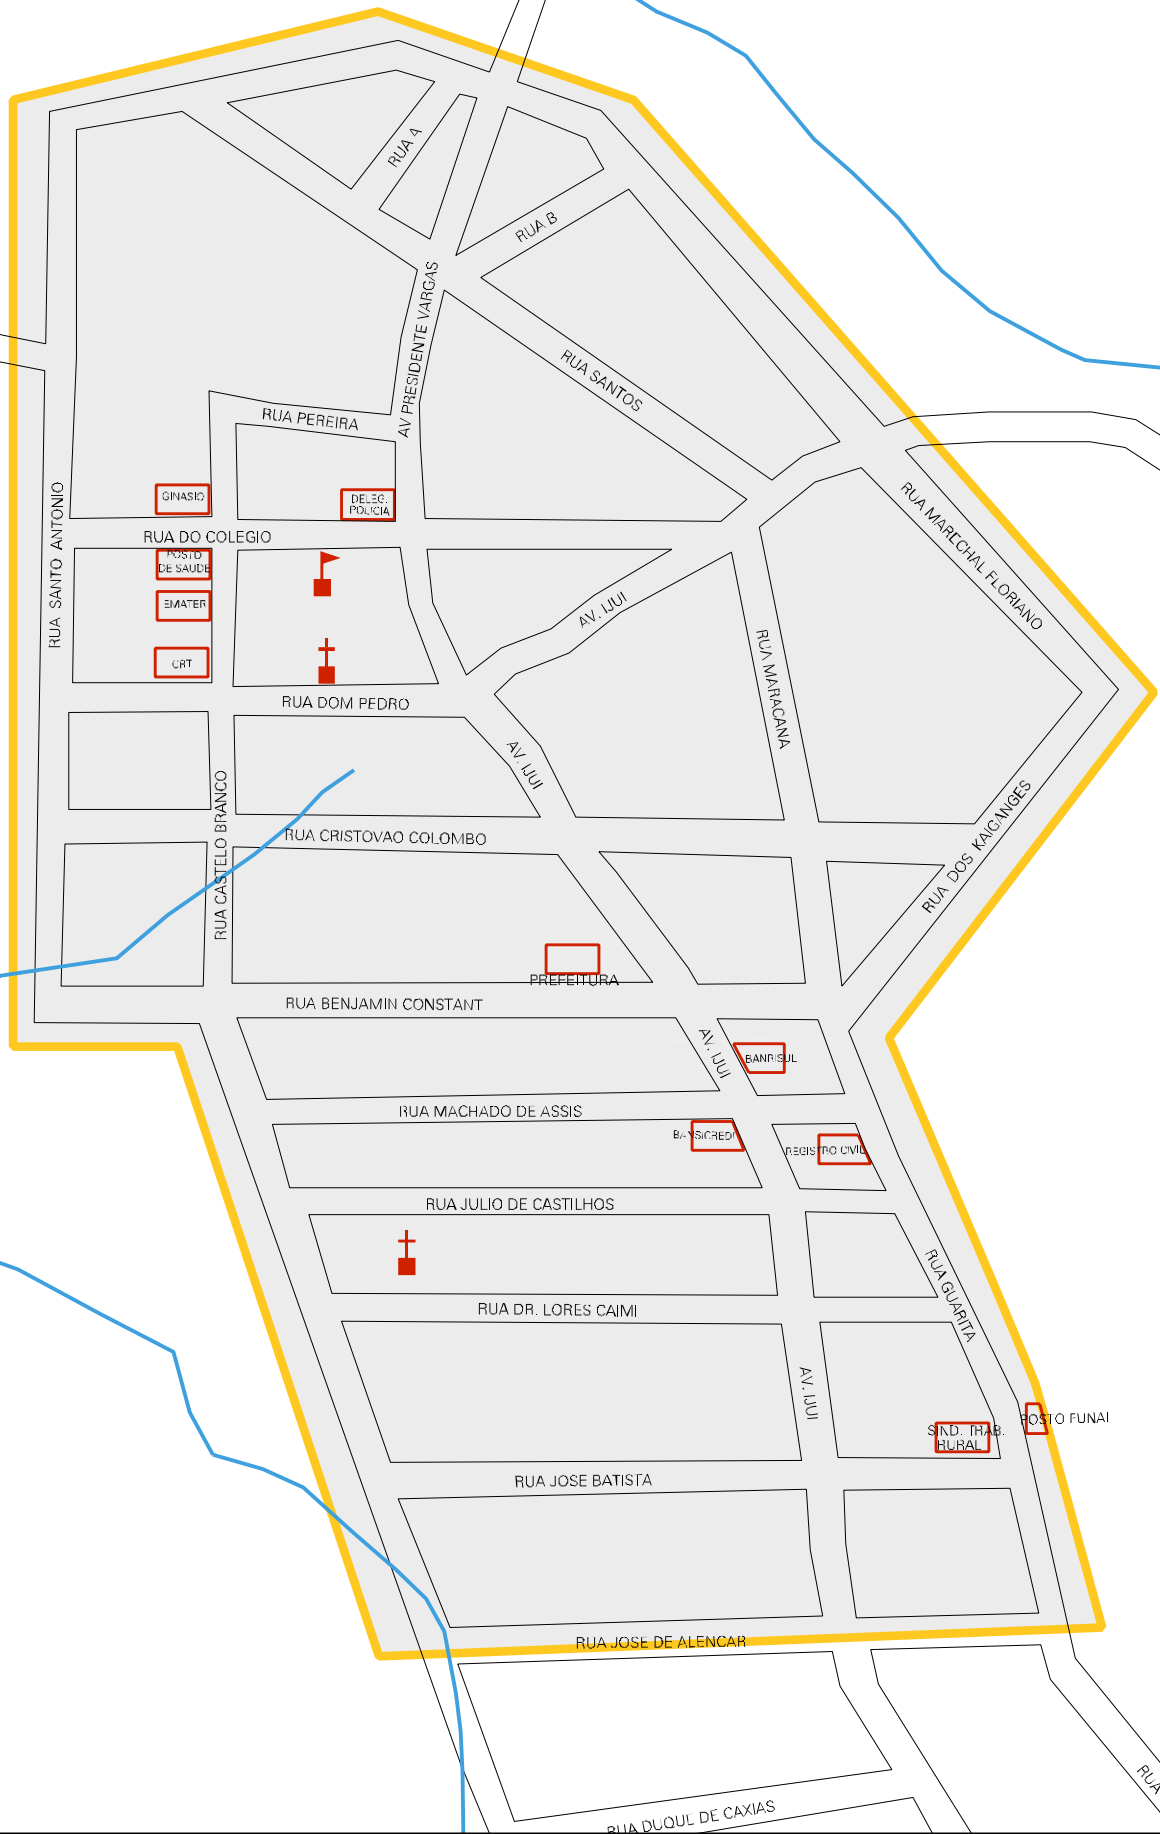 RUA A
RUA B
AV PRESIDENTE VARGAS
RUA SANTOS
RUA PEREIRA
GINASIO
DELEG.
POLICIA
RUA MARECHAL FLORIANO
RUA SANTO ANTONIO
RUA DO COLEGIO
POSTO
DE SAUDE
EMATER
AV. IJUI
CRT
RUA MARACANA
RUA DOM PEDRO
AV. IJUI
RUA CASTELO BRANCO
RUA CRISTOVAO COLOMBO
RUA DOS KAIGANGES
PREFEITURA
RUA BENJAMIN CONSTANT
AV. IJUI
BANRISUL
RUA MACHADO DE ASSIS
BANSICREDI
REGISTRO CIVIL
RUA JULIO DE CASTILHOS
RUA GUARITA
RUA DR. LORES CAIMI
AV. IJUI
POSTO FUNAI
SIND. TRAB.
RURAL
RUA JOSE BATISTA
RUA JOSE DE ALENCAR
RUA
RUA DUQUE DE CAXIAS